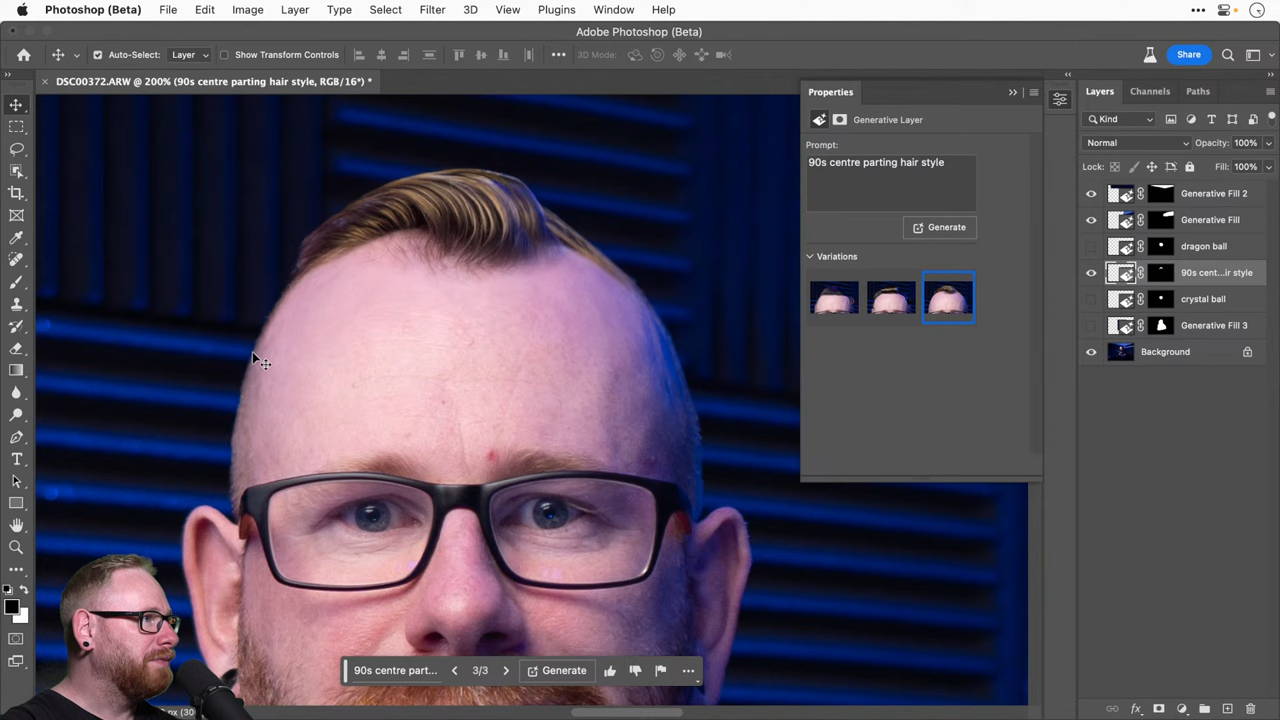 Photoshop (Beta) File Edit Image Layer Type Select Filter 3D View Plugins Window Help
Adobe Photoshop (Beta)
Auto-Select: Layer Show Transform Controls 3D Mode: Share
DSC00372.ARW @ 200% (90s centre parting hair style, RGB/16*) *
Properties
Generative Layer
Prompt:
90s centre parting hair style
Generate
Variations
Layers Channels Paths
Kind
Normal Opacity: 100%
Lock: Fill: 100%
Generative Fill 2
Generative Fill
dragon ball
90s cent...ir style
crystal ball
Generative Fill 3
Background
90s centre part... 3/3 Generate